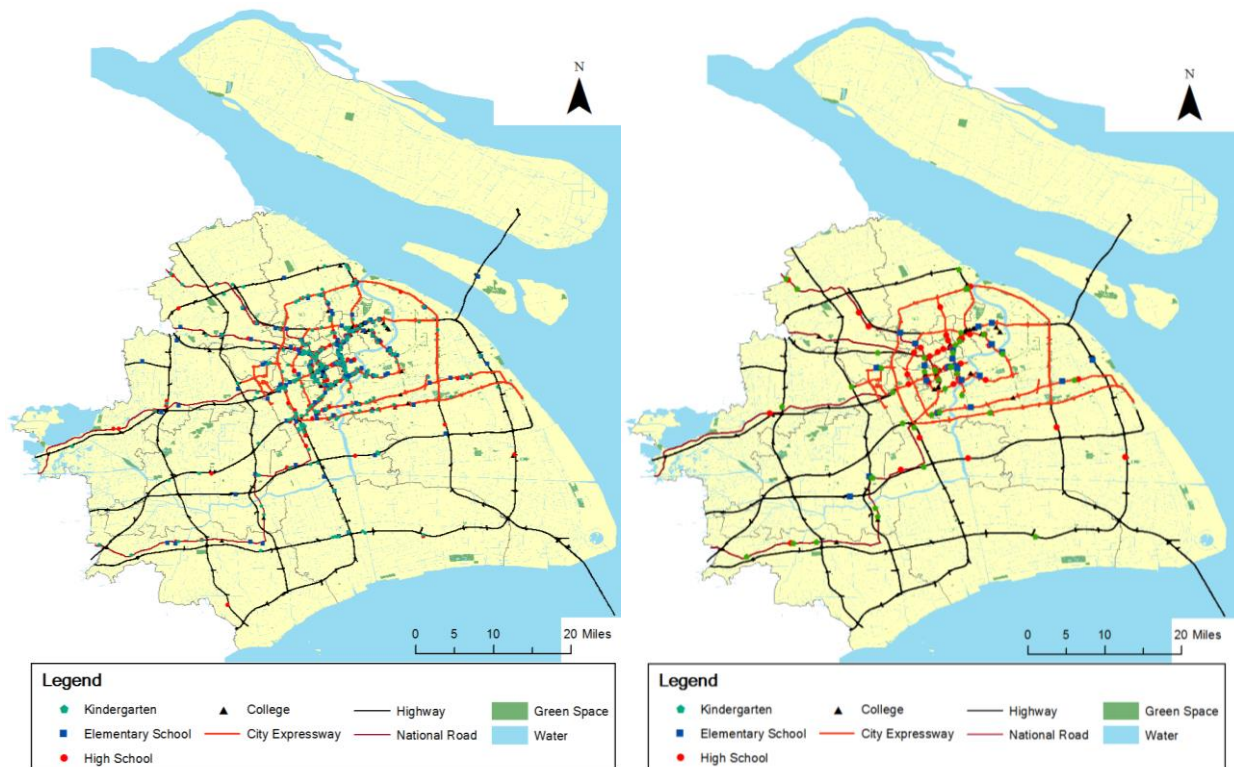 N
0 5 10 20 Miles
Legend
Kindergarten College Highway Green Space
Elementary School City Expressway National Road Water
High School
N
0 5 10 20 Miles
Legend
Kindergarten College Highway Green Space
Elementary School City Expressway National Road Water
High School